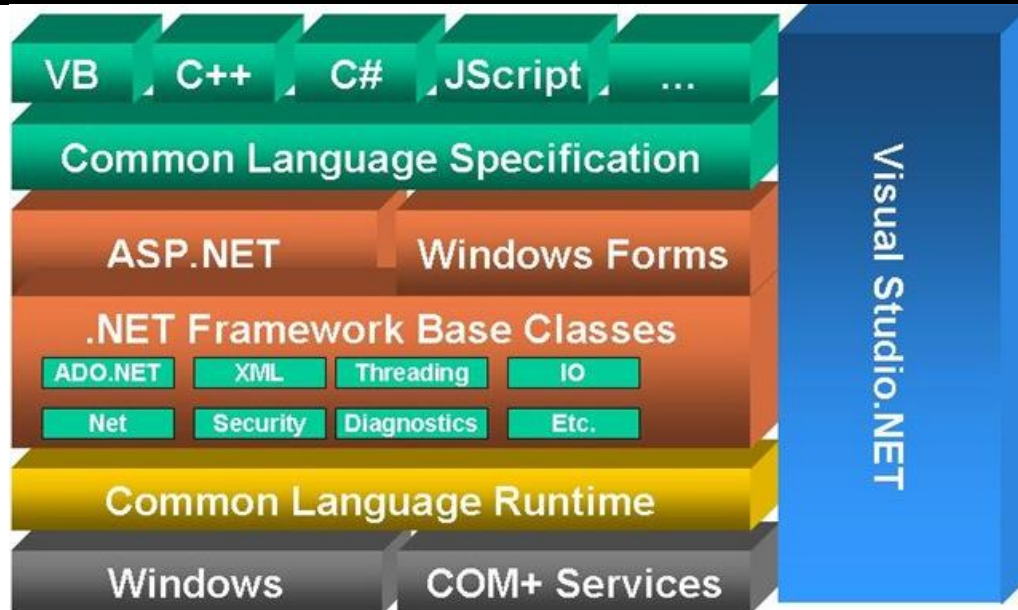 VB C++ C# JScript ...
Common Language Specification
ASP.NET Windows Forms
.NET Framework Base Classes
ADO.NET XML Threading IO
Net Security Diagnostics Etc.
Common Language Runtime
Windows COM+ Services
Visual Studio.NET